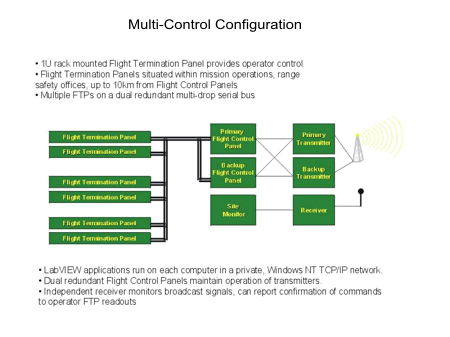 Multi-Control Configuration
• 1U rack mounted Flight Termination Panel provides operator control
• Flight Termination Panels situated within mission operations, range
safety offices, up to 10km from Flight Control Panels
• Multiple FTPs on a dual redundant multi-drop serial bus
Flight Termination Panel
Flight Termination Panel
Flight Termination Panel
Flight Termination Panel
Flight Termination Panel
Flight Termination Panel
Primary
Flight Control
Panel
Primary
Transmitter
Backup
Flight Control
Panel
Backup
Transmitter
Site
Monitor
Receiver
• LabVIEW applications run on each computer in a private, Windows NT TCP/IP network.
• Dual redundant Flight Control Panels maintain operation of transmitters
• Independent receiver monitors broadcast signals, can report confirmation of commands
to operator FTP readouts